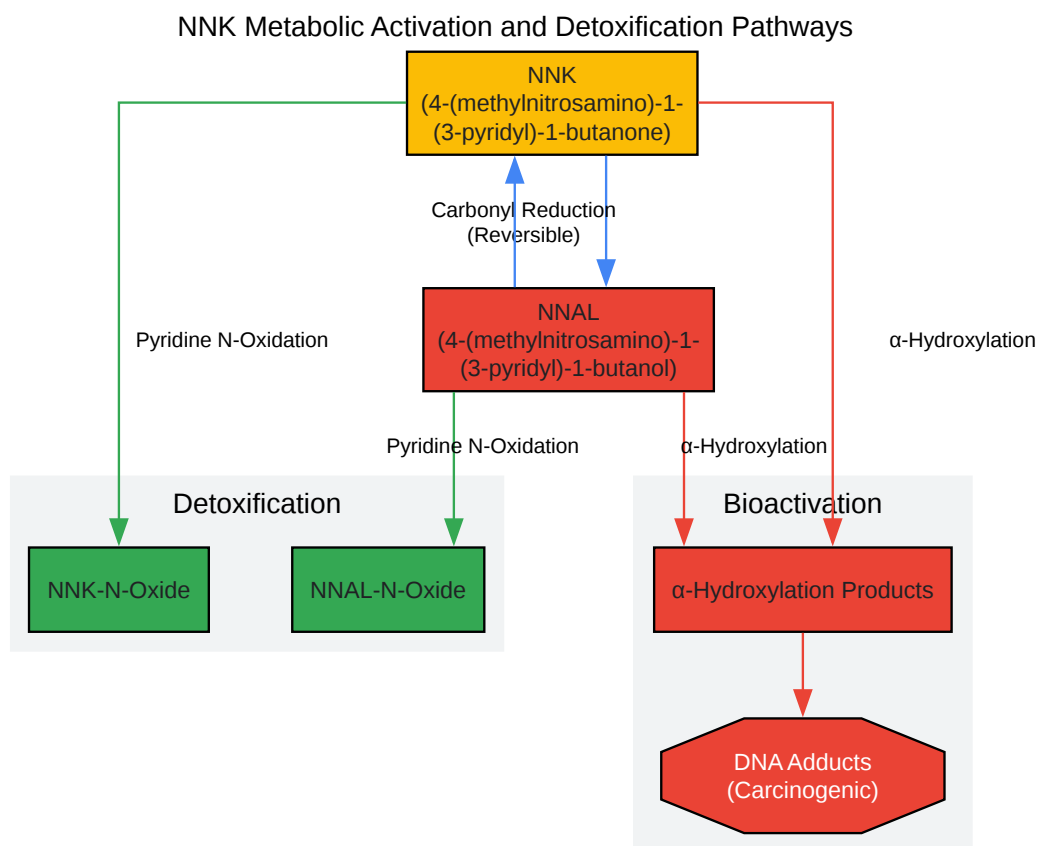 NNK Metabolic Activation and Detoxification Pathways
NNK
(4-(methylnitrosamino)-1-
(3-pyridyl)-1-butanone)
Carbonyl Reduction
(Reversible)
NNAL
(4-(methylnitrosamino)-1-
(3-pyridyl)-1-butanol)
Pyridine N-Oxidation
α-Hydroxylation
Pyridine N-Oxidation
α-Hydroxylation
Detoxification
Bioactivation
NNK-N-Oxide
NNAL-N-Oxide
α-Hydroxylation Products
DNA Adducts
(Carcinogenic)